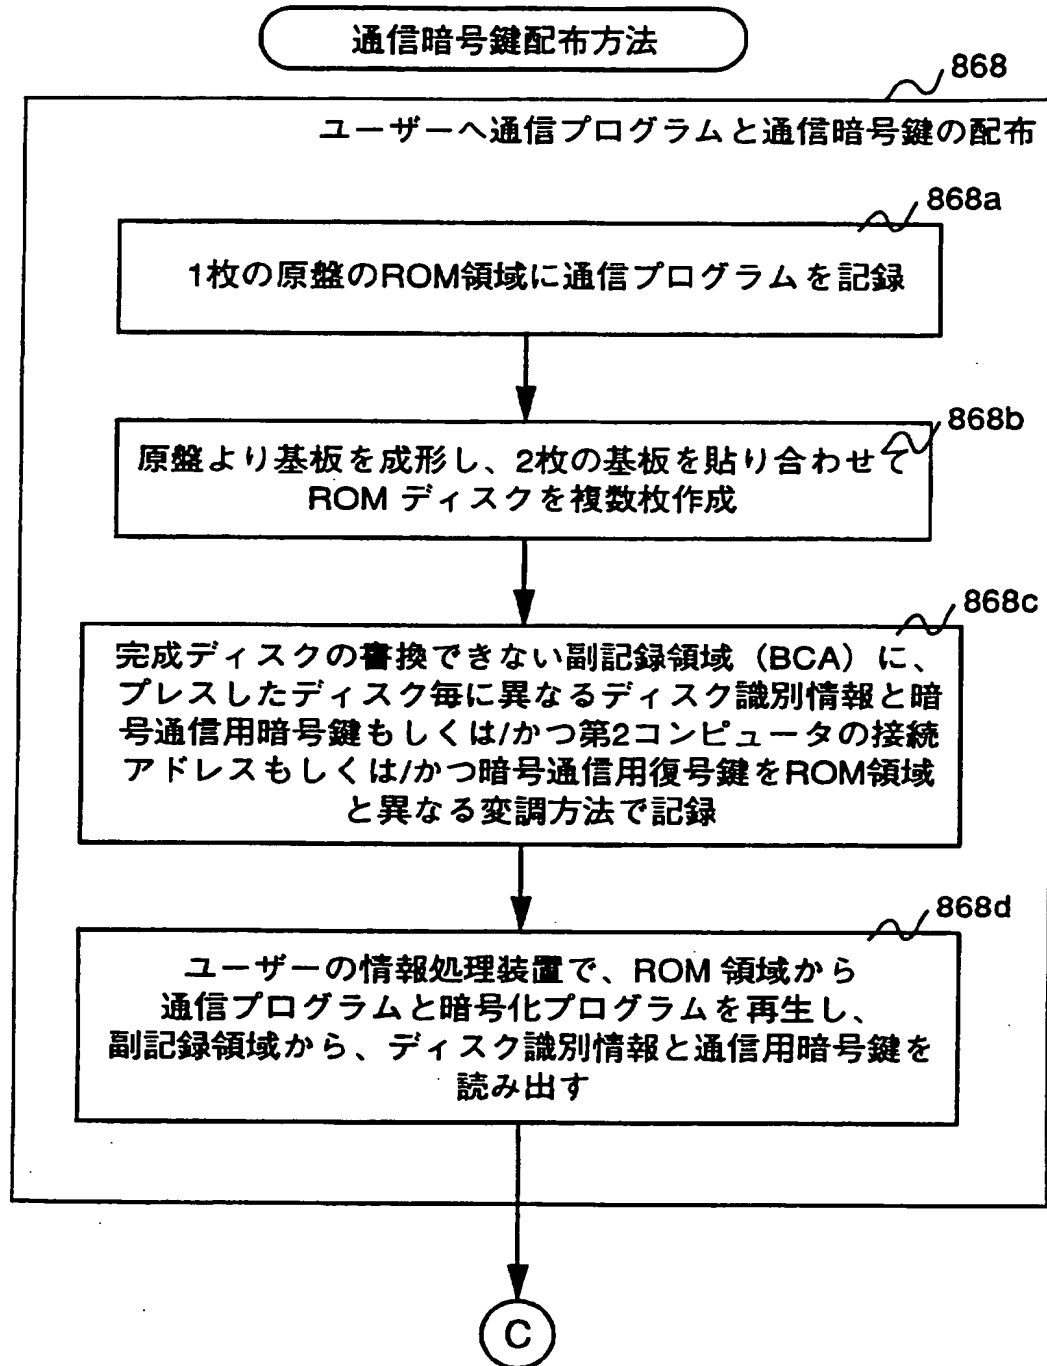 通信暗号鍵配布方法
868
ユーザーへ通信プログラムと通信暗号鍵の配布
868a
1枚の原盤のROM領域に通信プログラムを記録
868b
原盤より基板を成形し、2枚の基板を貼り合わせて
ROM ディスクを複数枚作成
868c
完成ディスクの書換できない副記録領域(BCA)に、
プレスしたディスク毎に異なるディスク識別情報と暗
号通信用暗号鍵もしくは/かつ第2コンピュータの接続
アドレスもしくは/かつ暗号通信用復号鍵をROM領域
と異なる変調方法で記録
868d
ユーザーの情報処理装置で、ROM 領域から
通信プログラムと暗号化プログラムを再生し、
副記録領域から、ディスク識別情報と通信用暗号鍵を
読み出す
C